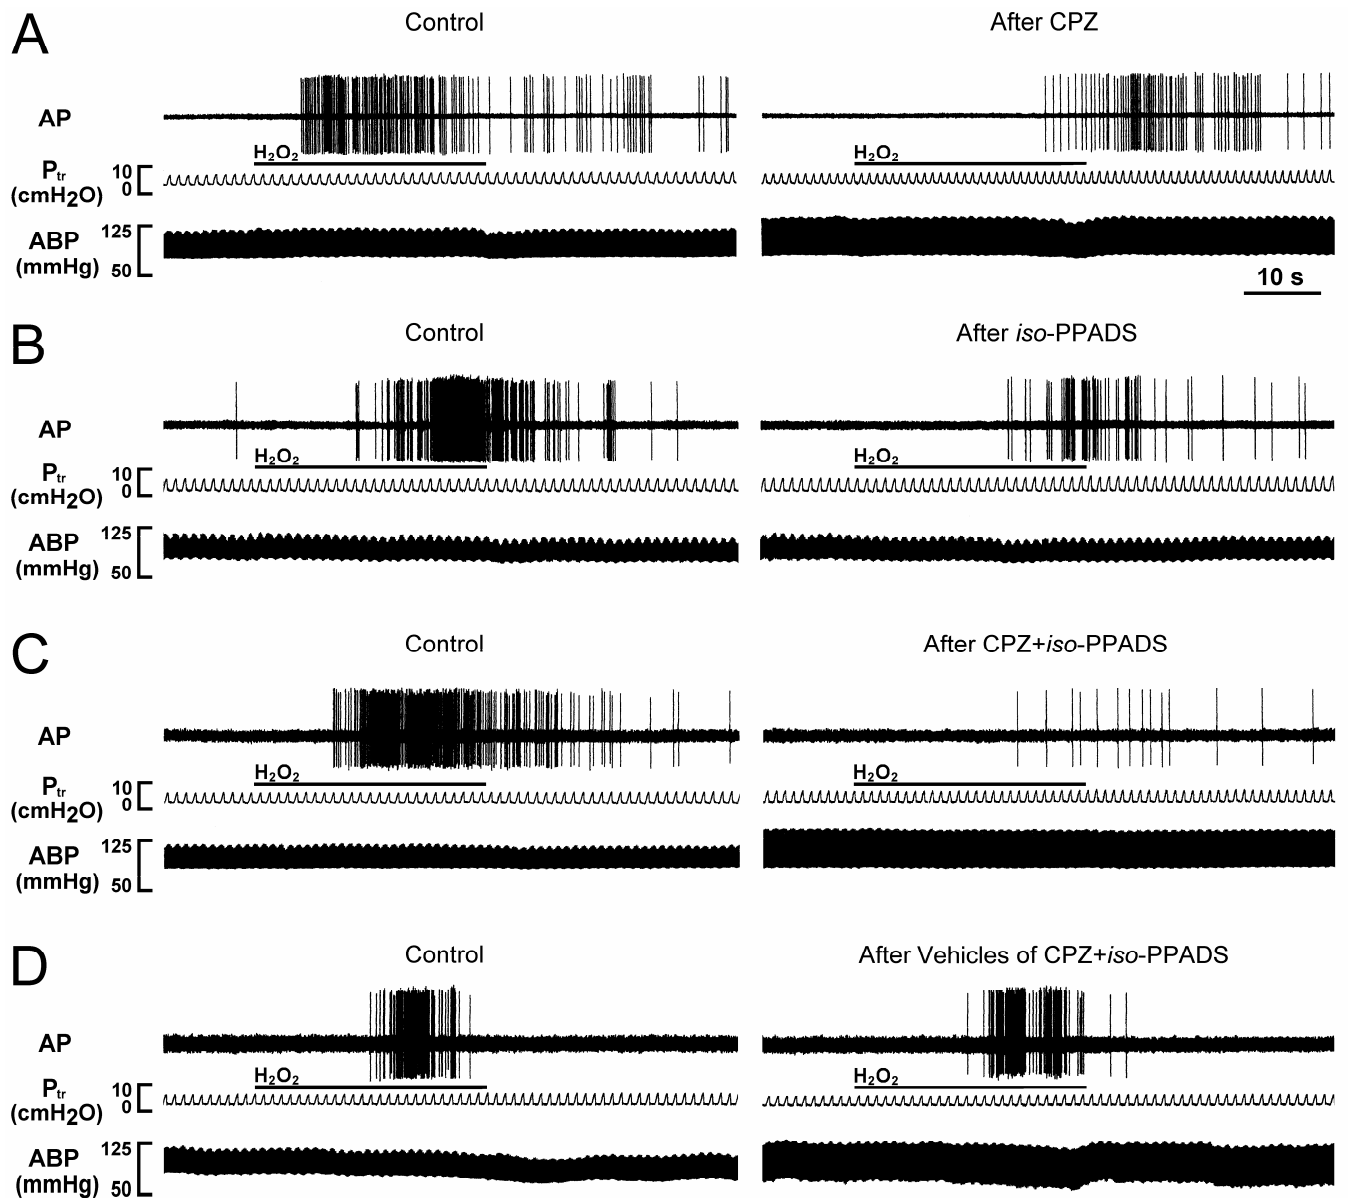 A
Control
After CPZ
AP
H₂O₂
H₂O₂
Ptr
(cmH2O)
10
0
ABP
(mmHg)
125
50
10 s
B
Control
After iso-PPADS
AP
H₂O₂
H₂O₂
Ptr
(cmH2O)
10
0
ABP
(mmHg)
125
50
C
Control
After CPZ+iso-PPADS
AP
H₂O₂
H₂O₂
Ptr
(cmH2O)
10
0
ABP
(mmHg)
125
50
D
Control
After Vehicles of CPZ+iso-PPADS
AP
H₂O₂
H₂O₂
Ptr
(cmH2O)
10
0
ABP
(mmHg)
125
50